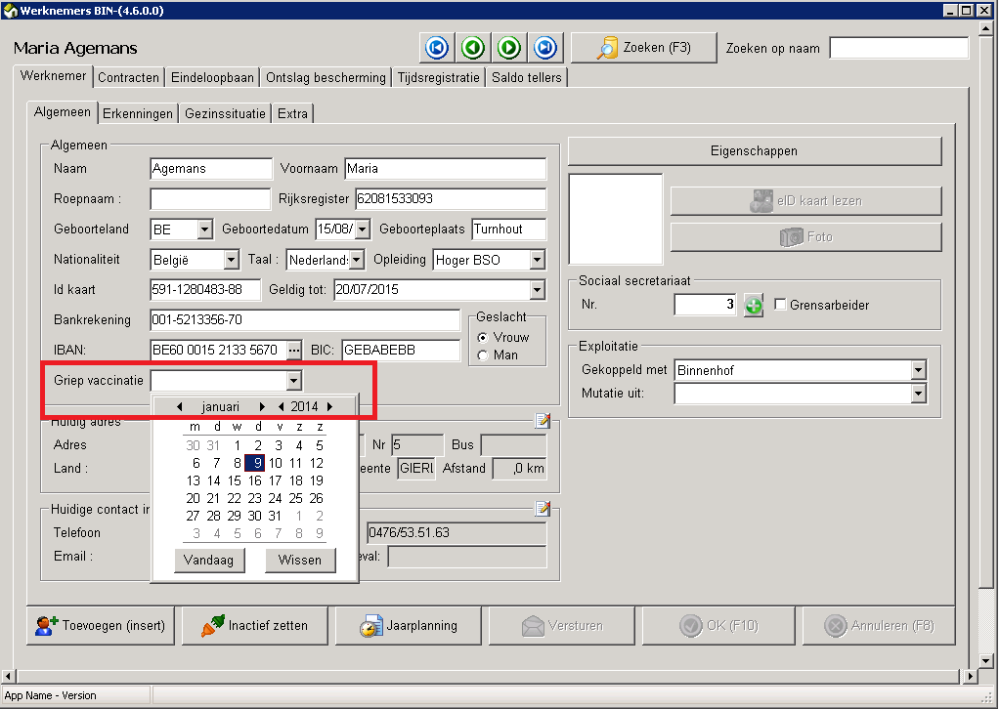 Werknemers BIN-(4.6.0.0)
Maria Agemans
Zoeken (F3)
Zoeken op naam
Werknemer Contracten Eindeloopbaan Ontslag bescherming Tijdsregistratie Saldo tellers
Algemeen Erkenningen Gezinssituatie Extra
Algemeen
Naam Agemans Voornaam Maria
Roepnaam : Rijksregister 62081533093
Geboorteland BE Geboortedatum 15/08/ Geboorteplaats Turnhout
Nationaliteit België Taal : Nederland: Opleiding Hoger BSO
Id kaart 591-1280483-88 Geldig tot: 20/07/2015
Bankrekening 001-5213356-70
IBAN: BE60 0015 2133 5670 ... BIC: GEBABEBB
Geslacht
Vrouw
Man
Griep vaccinatie
januari 2014
m d w d v z z
30 31 1 2 3 4 5
6 7 8 9 10 11 12
13 14 15 16 17 18 19
20 21 22 23 24 25 26
27 28 29 30 31 1 2
3 4 5 6 7 8 9
Vandaag Wissen
Huidig adres
Adres Nr 5 Bus
Land : eente GIERL Afstand ,0 km
Huidige contact in
Telefoon 0476/53.51.63
Email : eval:
Eigenschappen
eID kaart lezen
Foto
Sociaal secretariaat
Nr. 3 Grensarbeider
Exploitatie
Gekoppeld met Binnenhof
Mutatie uit:
Toevoegen (insert) Inactief zetten Jaarplanning Versturen OK (F10) Annuleren (F8)
App Name - Version